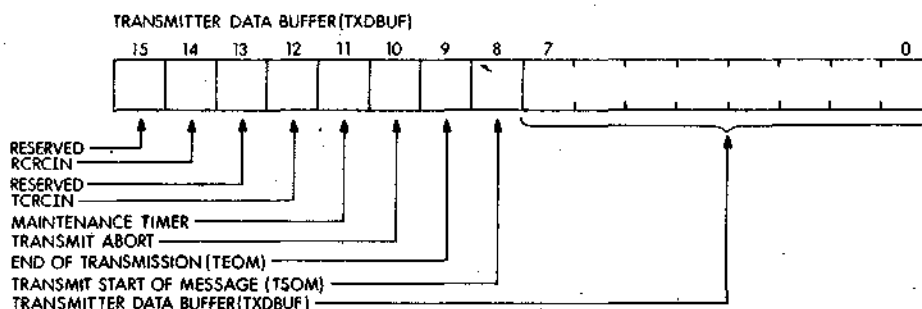 TRANSMITTER DATA BUFFER(TXDBUF)
15 14 13 12 11 10 9 8 7 0
RESERVED
RCRCIN
RESERVED
TCRCIN
MAINTENANCE TIMER
TRANSMIT ABORT
END OF TRANSMISSION (TEOM)
TRANSMIT START OF MESSAGE (TSOM)
TRANSMITTER DATA BUFFER(TXDBUF)